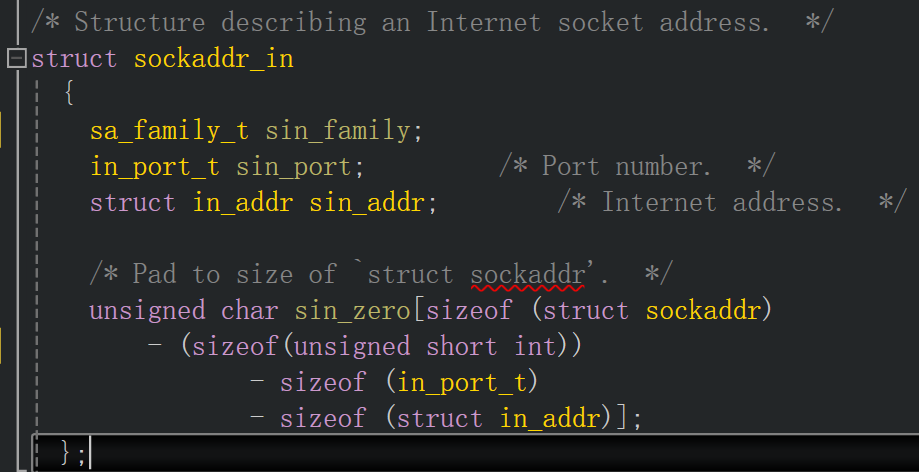 /* Structure describing an Internet socket address.  */
struct sockaddr_in
{
sa_family_t sin_family;
in_port_t sin_port;         /* Port number.  */
struct in_addr sin_addr;        /* Internet address.  */
/* Pad to size of `struct sockaddr'.  */
unsigned char sin_zero[sizeof (struct sockaddr)
- (sizeof(unsigned short int))
- sizeof (in_port_t)
- sizeof (struct in_addr)];
};